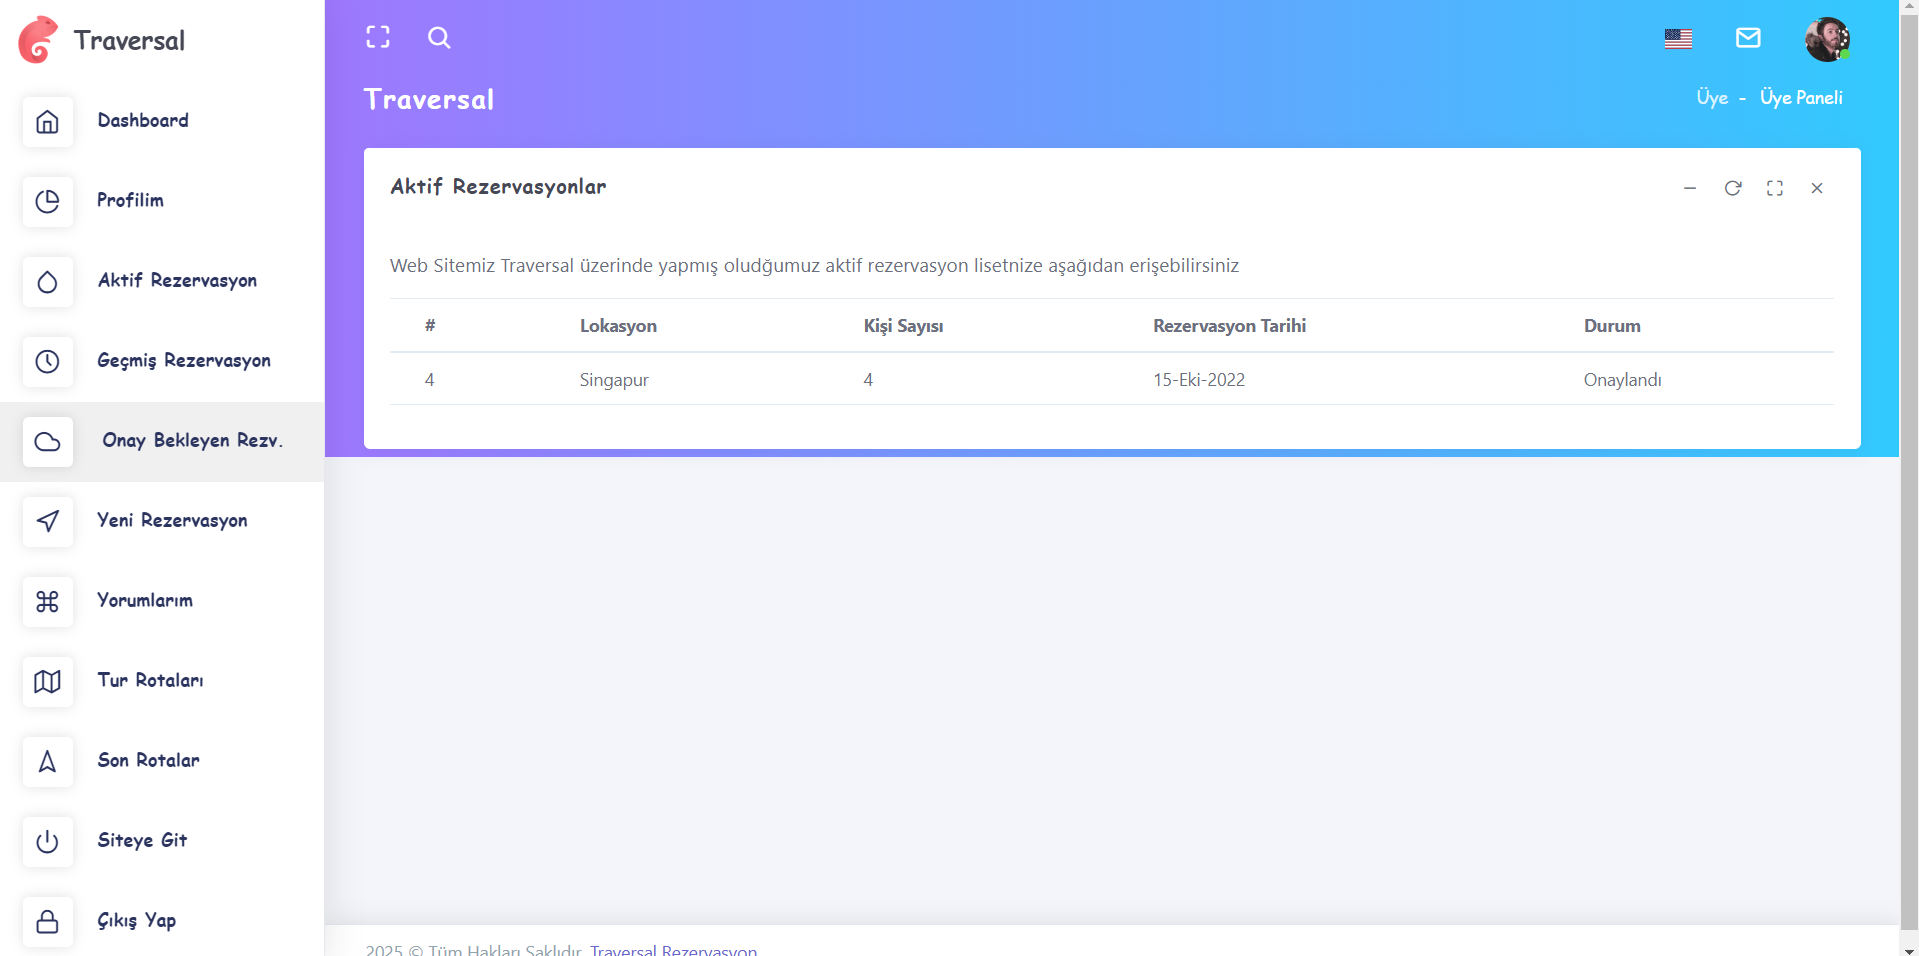 Traversal
Dashboard
Profilim
Aktif Rezervasyon
Geçmiş Rezervasyon
Onay Bekleyen Rezv.
Yeni Rezervasyon
Yorumlarım
Tur Rotaları
Son Rotalar
Siteye Git
Çıkış Yap
Traversal
Üye - Üye Paneli
Aktif Rezervasyonlar
Web Sitemiz Traversal üzerinde yapmış oludğumuz aktif rezervasyon lisetnize aşağıdan erişebilirsiniz
# Lokasyon Kişi Sayısı Rezervasyon Tarihi Durum
4 Singapur 4 15-Eki-2022 Onaylandı
2025 © Tüm Hakları Saklıdır. Traversal Rezervasyon